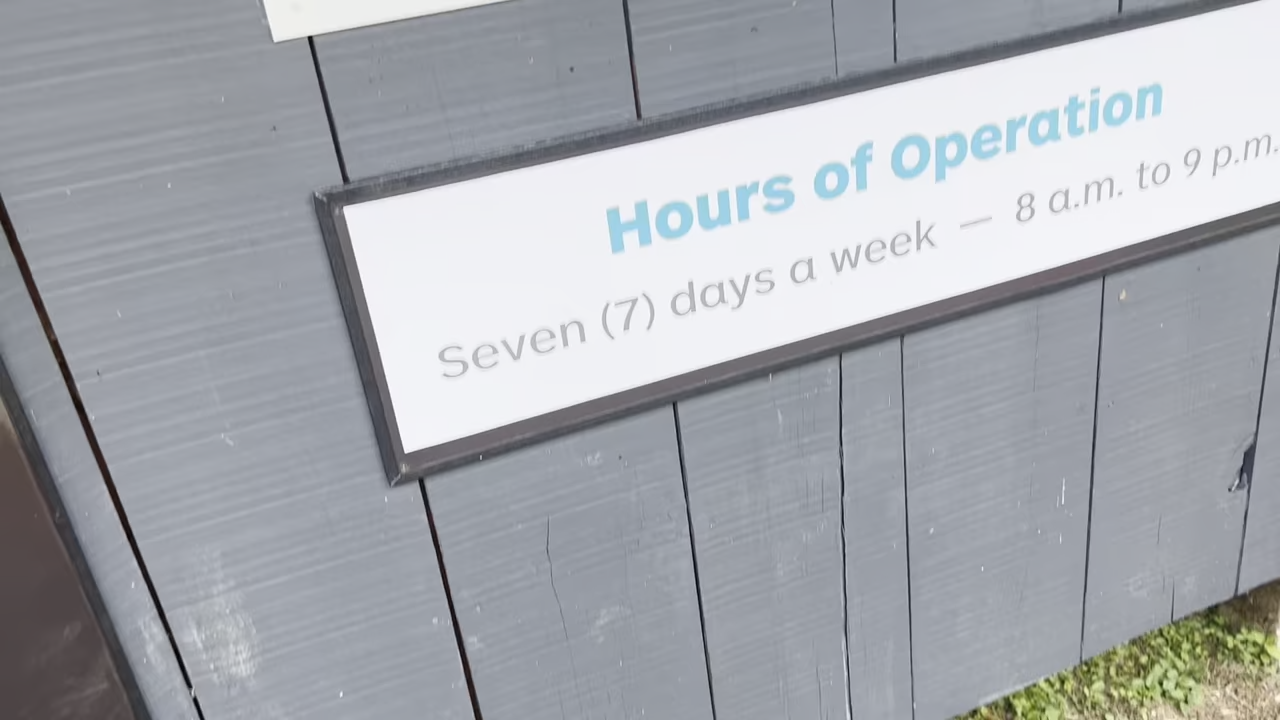 Hours of Operation
Seven (7) days a week — 8 a.m. to 9 p.m.